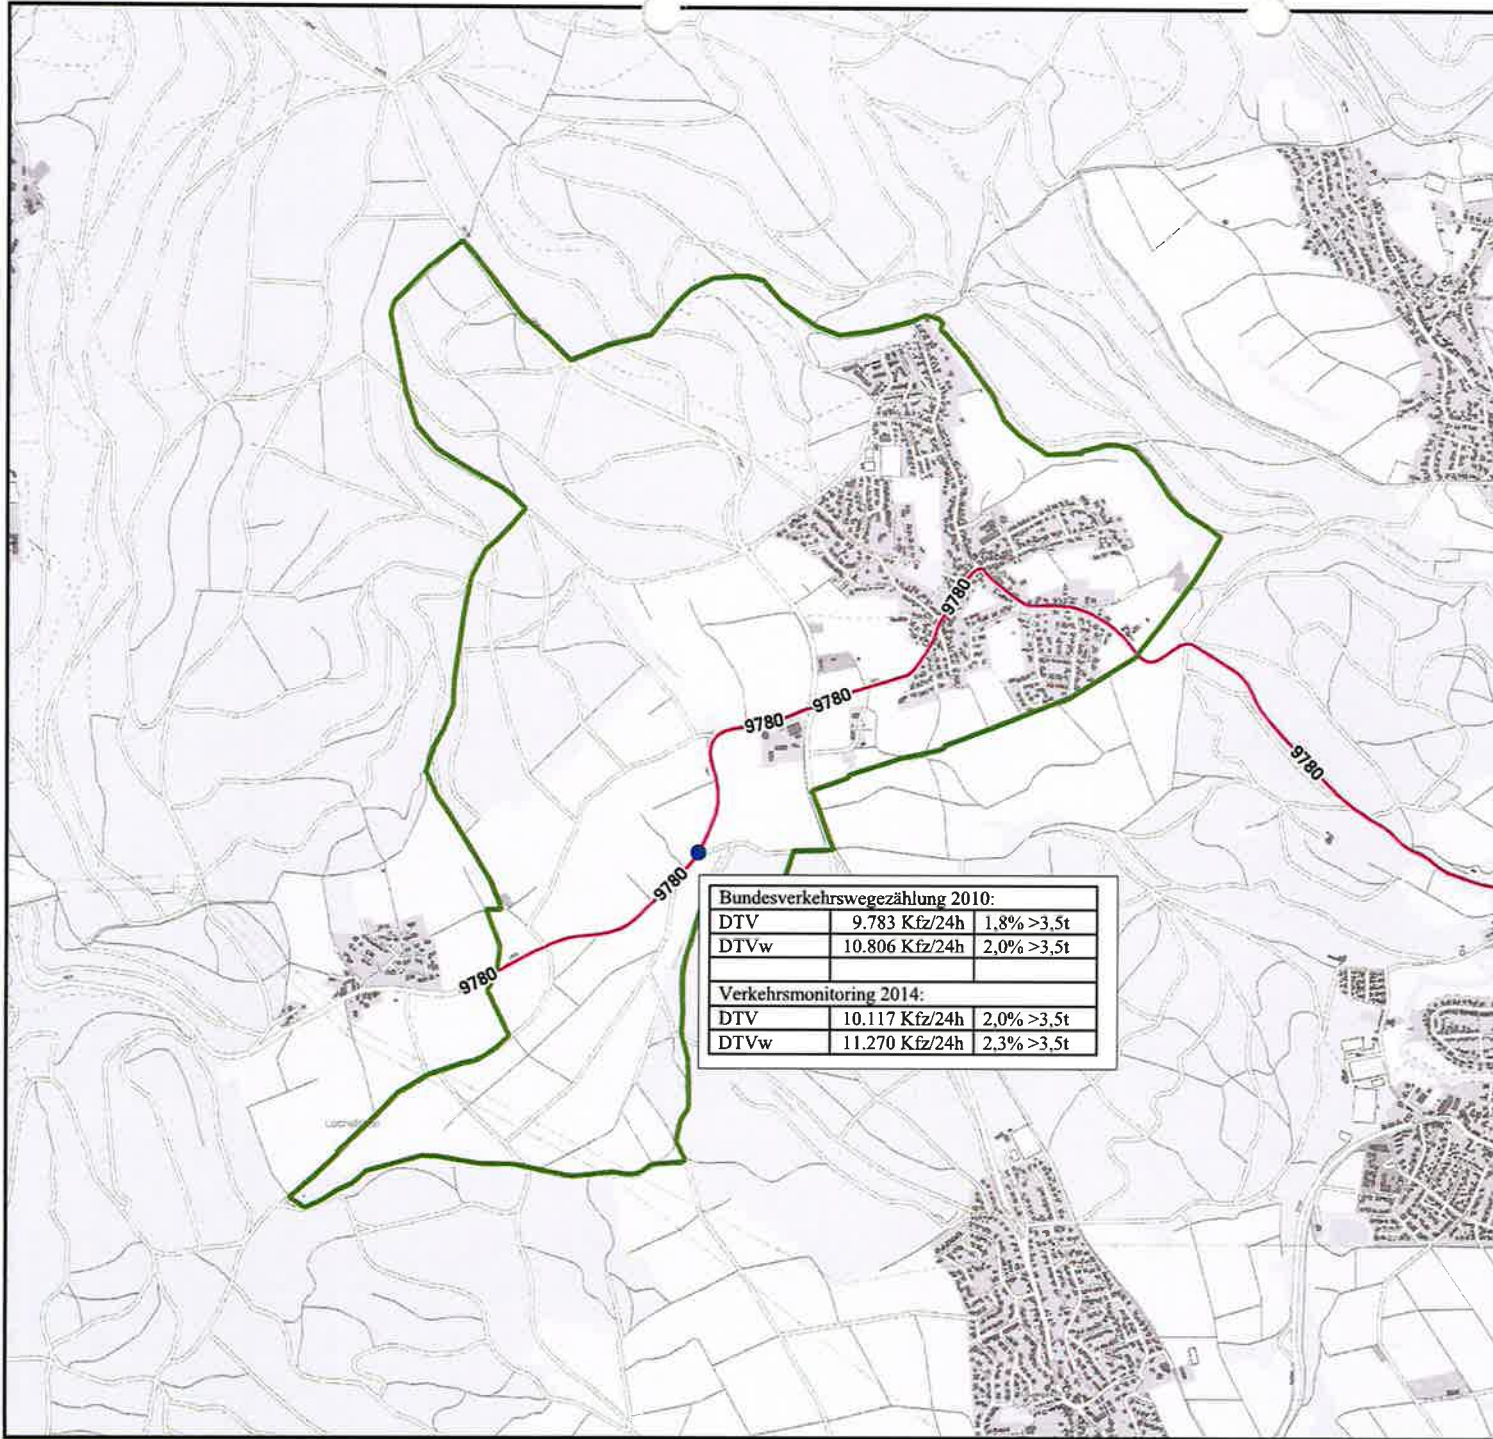 9780
9780
9780
9780
9780
9780
Bundesverkehrswegezählung 2010:
DTV 9.783 Kfz/24h 1,8% >3,5t
DTVw 10.806 Kfz/24h 2,0% >3,5t
Verkehrsmonitoring 2014:
DTV 10.117 Kfz/24h 2,0% >3,5t
DTVw 11.270 Kfz/24h 2,3% >3,5t